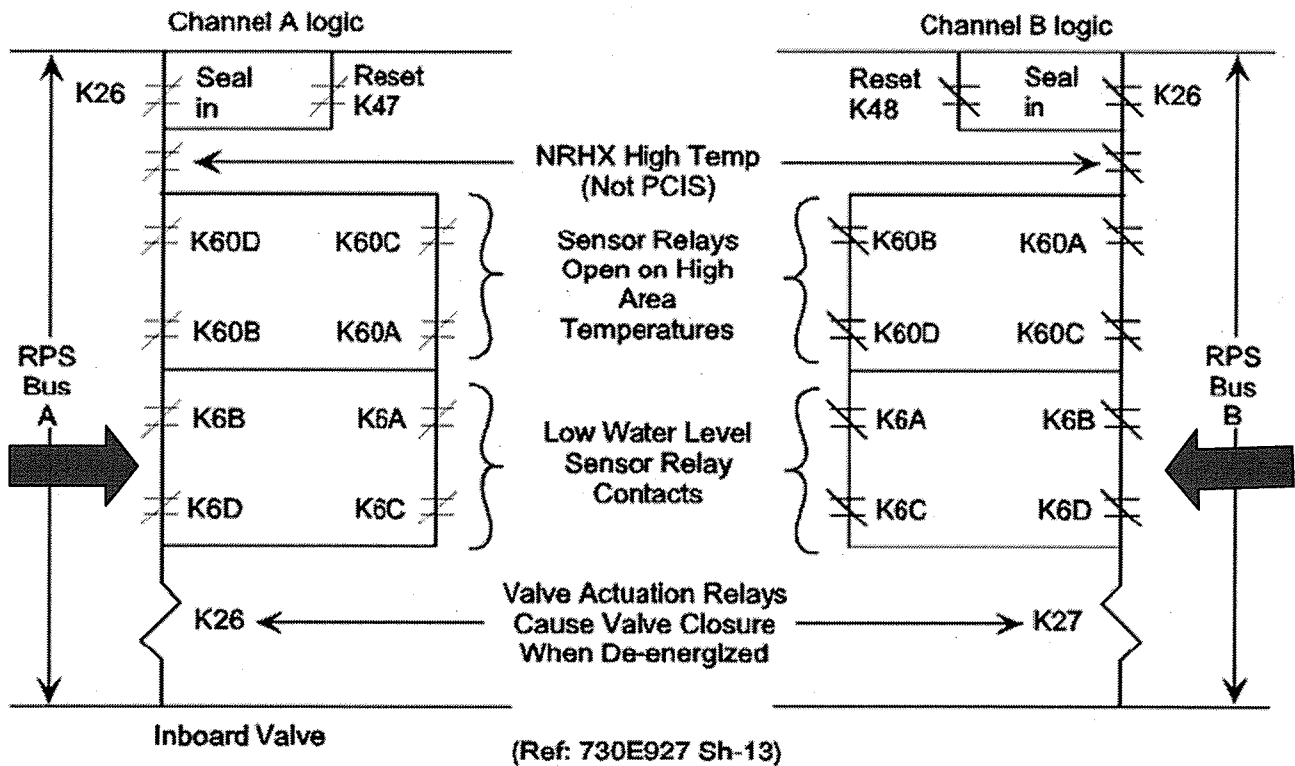 Channel A logic
Channel B logic
K26
Seal
in
Reset
K47
Reset
K48
Seal
in
K26
NRHX High Temp
(Not PCIS)
K60D
K60C
Sensor Relays
Open on High
Area
Temperatures
K60B
K60A
K60B
K60A
K60D
K60C
RPS
Bus
A
RPS
Bus
B
K6B
K6A
Low Water Level
Sensor Relay
Contacts
K6A
K6B
K6D
K6C
K6C
K6D
K26
Valve Actuation Relays
Cause Valve Closure
When De-energized
K27
Inboard Valve
(Ref: 730E927 Sh-13)